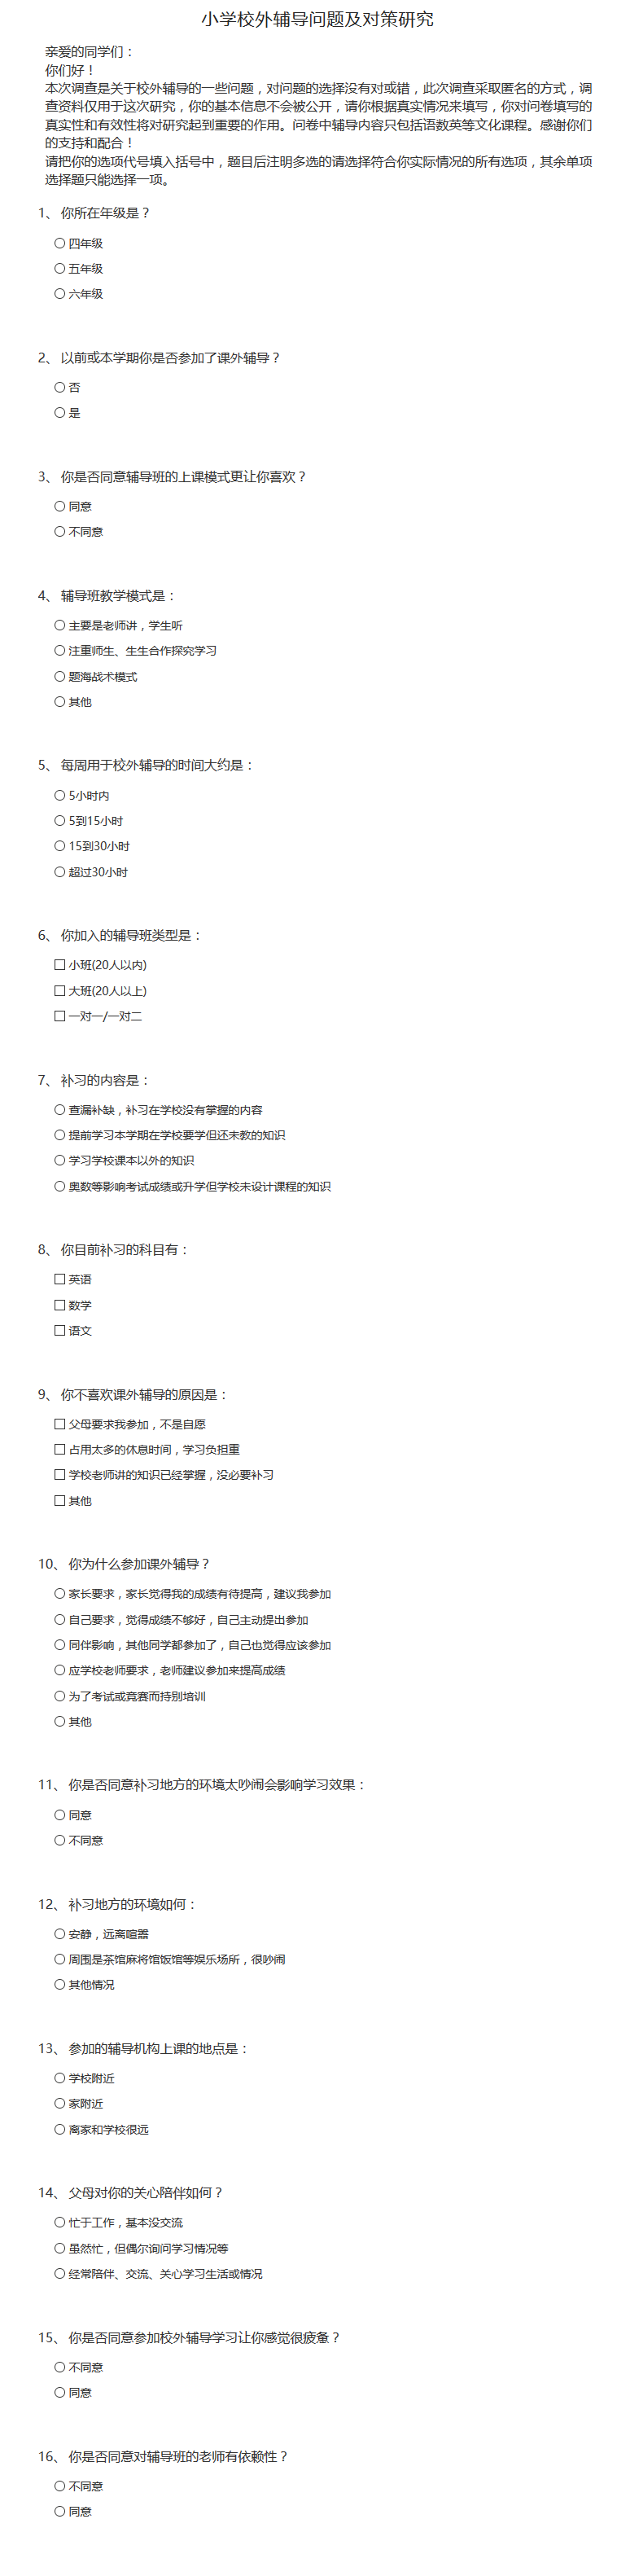 小学校外辅导问题及对策研究
亲爱的同学们：
你们好！
本次调查是关于校外辅导的一些问题，对问题的选择没有对或错，此次调查采取匿名的方式，调
查资料仅用于这次研究，你的基本信息不会被公开，请你根据真实情况来填写，你对问卷填写的
真实性和有效性将对研究起到重要的作用。问卷中辅导内容只包括语数英等文化课程。感谢你们
的支持和配合！
请把你的选项代号填入括号中，题目后注明多选的请选择符合你实际情况的所有选项，其余单项
选择题只能选择一项。
1、 你所在年级是？
四年级
五年级
六年级
2、 以前或本学期你是否参加了课外辅导？
否
是
3、 你是否同意辅导班的上课模式更让你喜欢？
同意
不同意
4、 辅导班教学模式是：
主要是老师讲，学生听
注重师生、生生合作探究学习
题海战术模式
其他
5、 每周用于校外辅导的时间大约是：
5小时内
5到15小时
15到30小时
超过30小时
6、 你加入的辅导班类型是：
小班(20人以内)
大班(20人以上)
一对一/一对二
7、 补习的内容是：
查漏补缺，补习在学校没有掌握的内容
提前学习本学期在学校要学但还未教的知识
学习学校课本以外的知识
奥数等影响考试成绩或升学但学校未设计课程的知识
8、 你目前补习的科目有：
英语
数学
语文
9、 你不喜欢课外辅导的原因是：
父母要求我参加，不是自愿
占用太多的休息时间，学习负担重
学校老师讲的知识已经掌握，没必要补习
其他
10、 你为什么参加课外辅导？
家长要求，家长觉得我的成绩有待提高，建议我参加
自己要求，觉得成绩不够好，自己主动提出参加
同伴影响，其他同学都参加了，自己也觉得应该参加
应学校老师要求，老师建议参加来提高成绩
为了考试或竞赛而持别培训
其他
11、 你是否同意补习地方的环境太吵闹会影响学习效果：
同意
不同意
12、 补习地方的环境如何：
安静，远离喧嚣
周围是茶馆麻将馆饭馆等娱乐场所，很吵闹
其他情况
13、 参加的辅导机构上课的地点是：
学校附近
家附近
离家和学校很远
14、 父母对你的关心陪伴如何？
忙于工作，基本没交流
虽然忙，但偶尔询问学习情况等
经常陪伴、交流、关心学习生活或情况
15、 你是否同意参加校外辅导学习让你感觉很疲惫？
不同意
同意
16、 你是否同意对辅导班的老师有依赖性？
不同意
同意